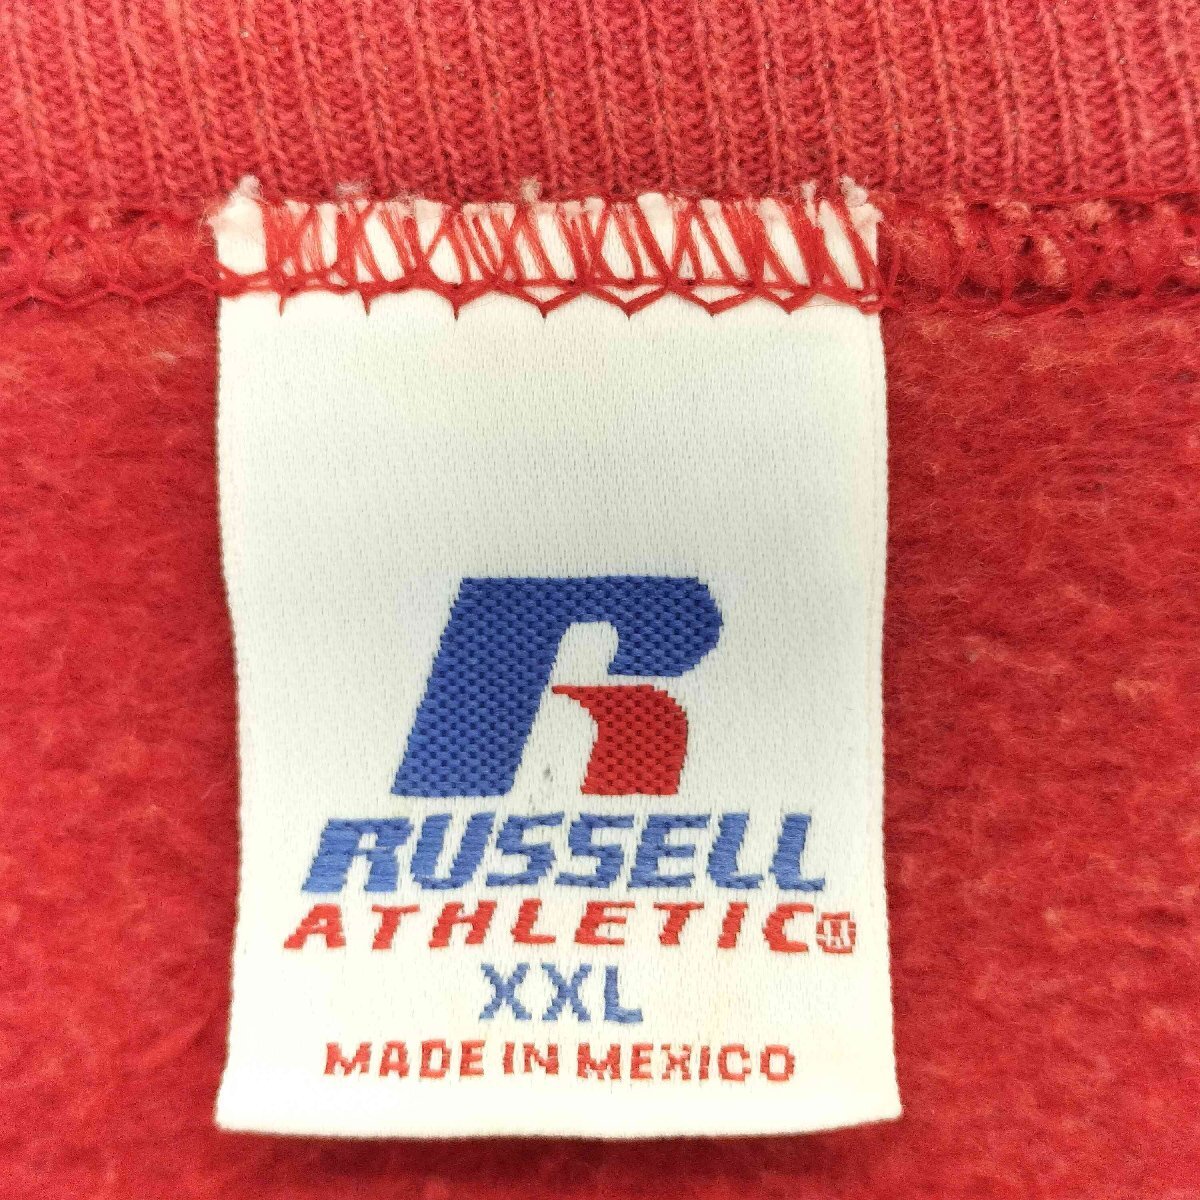 R
RUSSELL
ATHLETIC®
XXL
MADE IN MEXICO